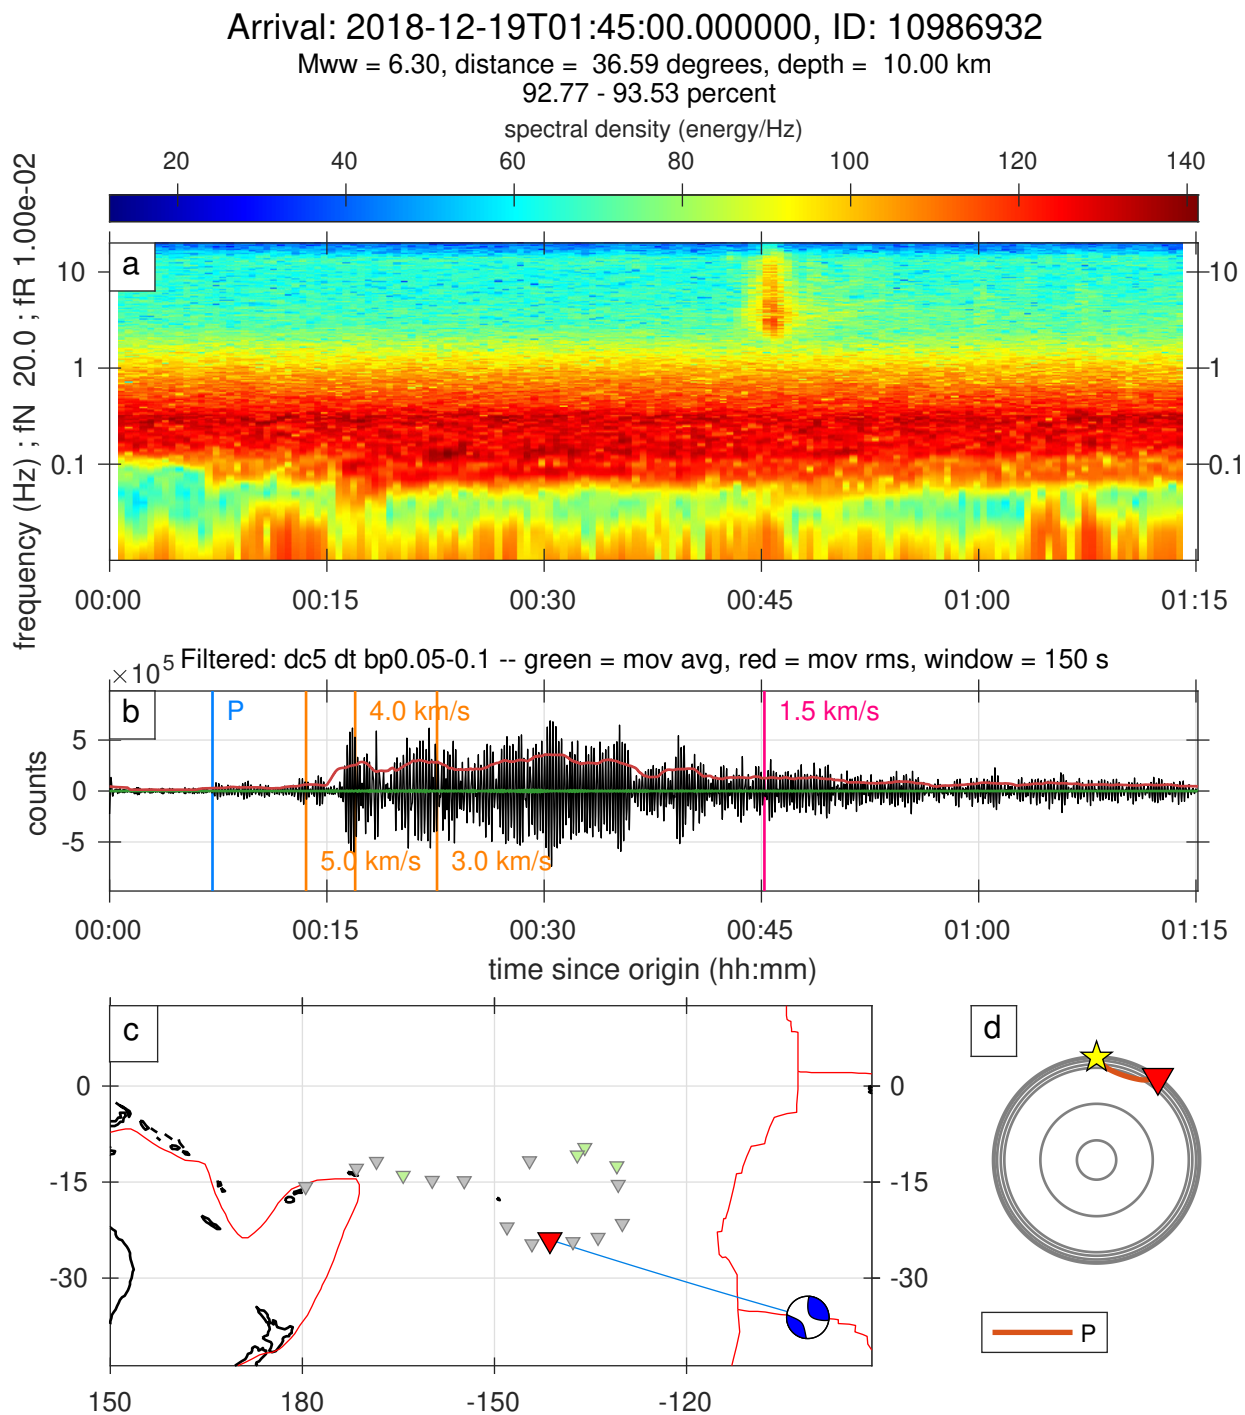 Arrival: 2018-12-19T01:45:00.000000, ID: 10986932
Mww = 6.30, distance =  36.59 degrees, depth =  10.00 km
92.77 - 93.53 percent
spectral density (energy/Hz)
20 40 60 80 100 120 140
frequency (Hz) ; fN  20.0 ; fR 1.00e-02
a
10 10
1 1
0.1 0.1
00:00 00:15 00:30 00:45 01:00 01:15
×10^5 Filtered: dc5 dt bp0.05-0.1 -- green = mov avg, red = mov rms, window = 150 s
b P 4.0 km/s 1.5 km/s
counts
5
0
-5
5.0 km/s 3.0 km/s
00:00 00:15 00:30 00:45 01:00 01:15
time since origin (hh:mm)
c d
0 0
-15 -15
-30 -30
P
150 180 -150 -120